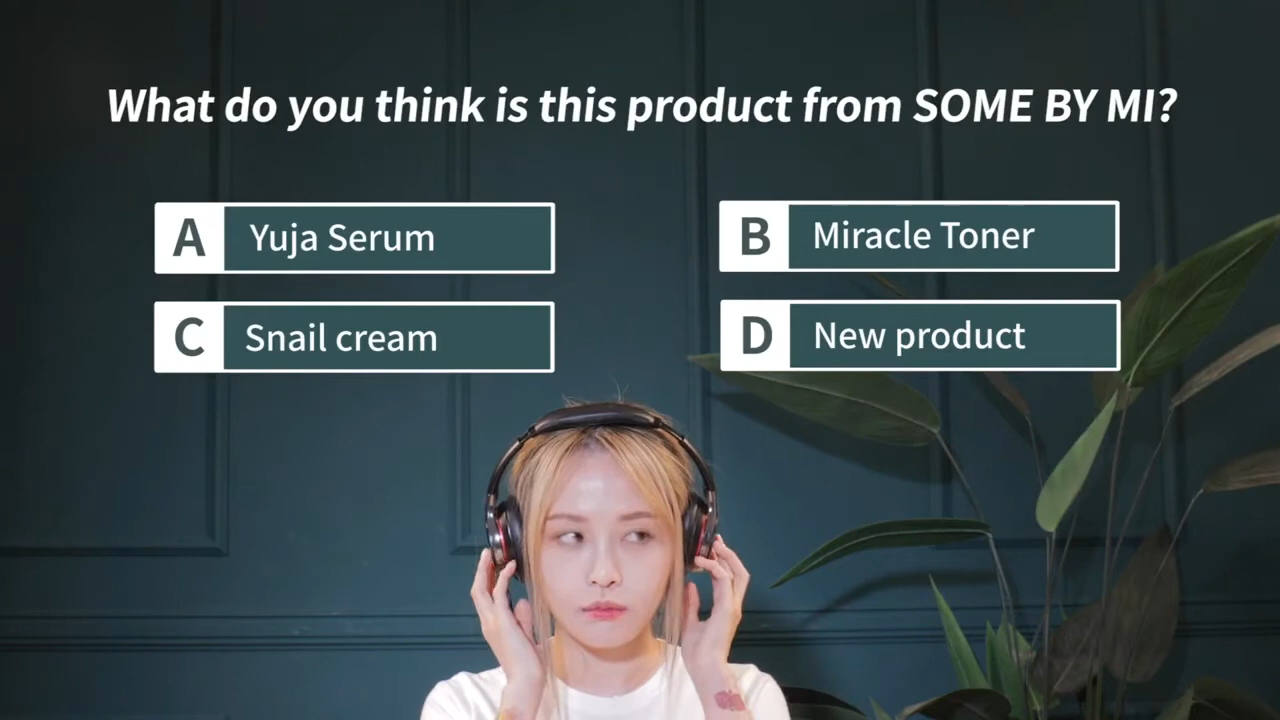 What do you think is this product from SOME BY MI?
A Yuja Serum
B Miracle Toner
C Snail cream
D New product